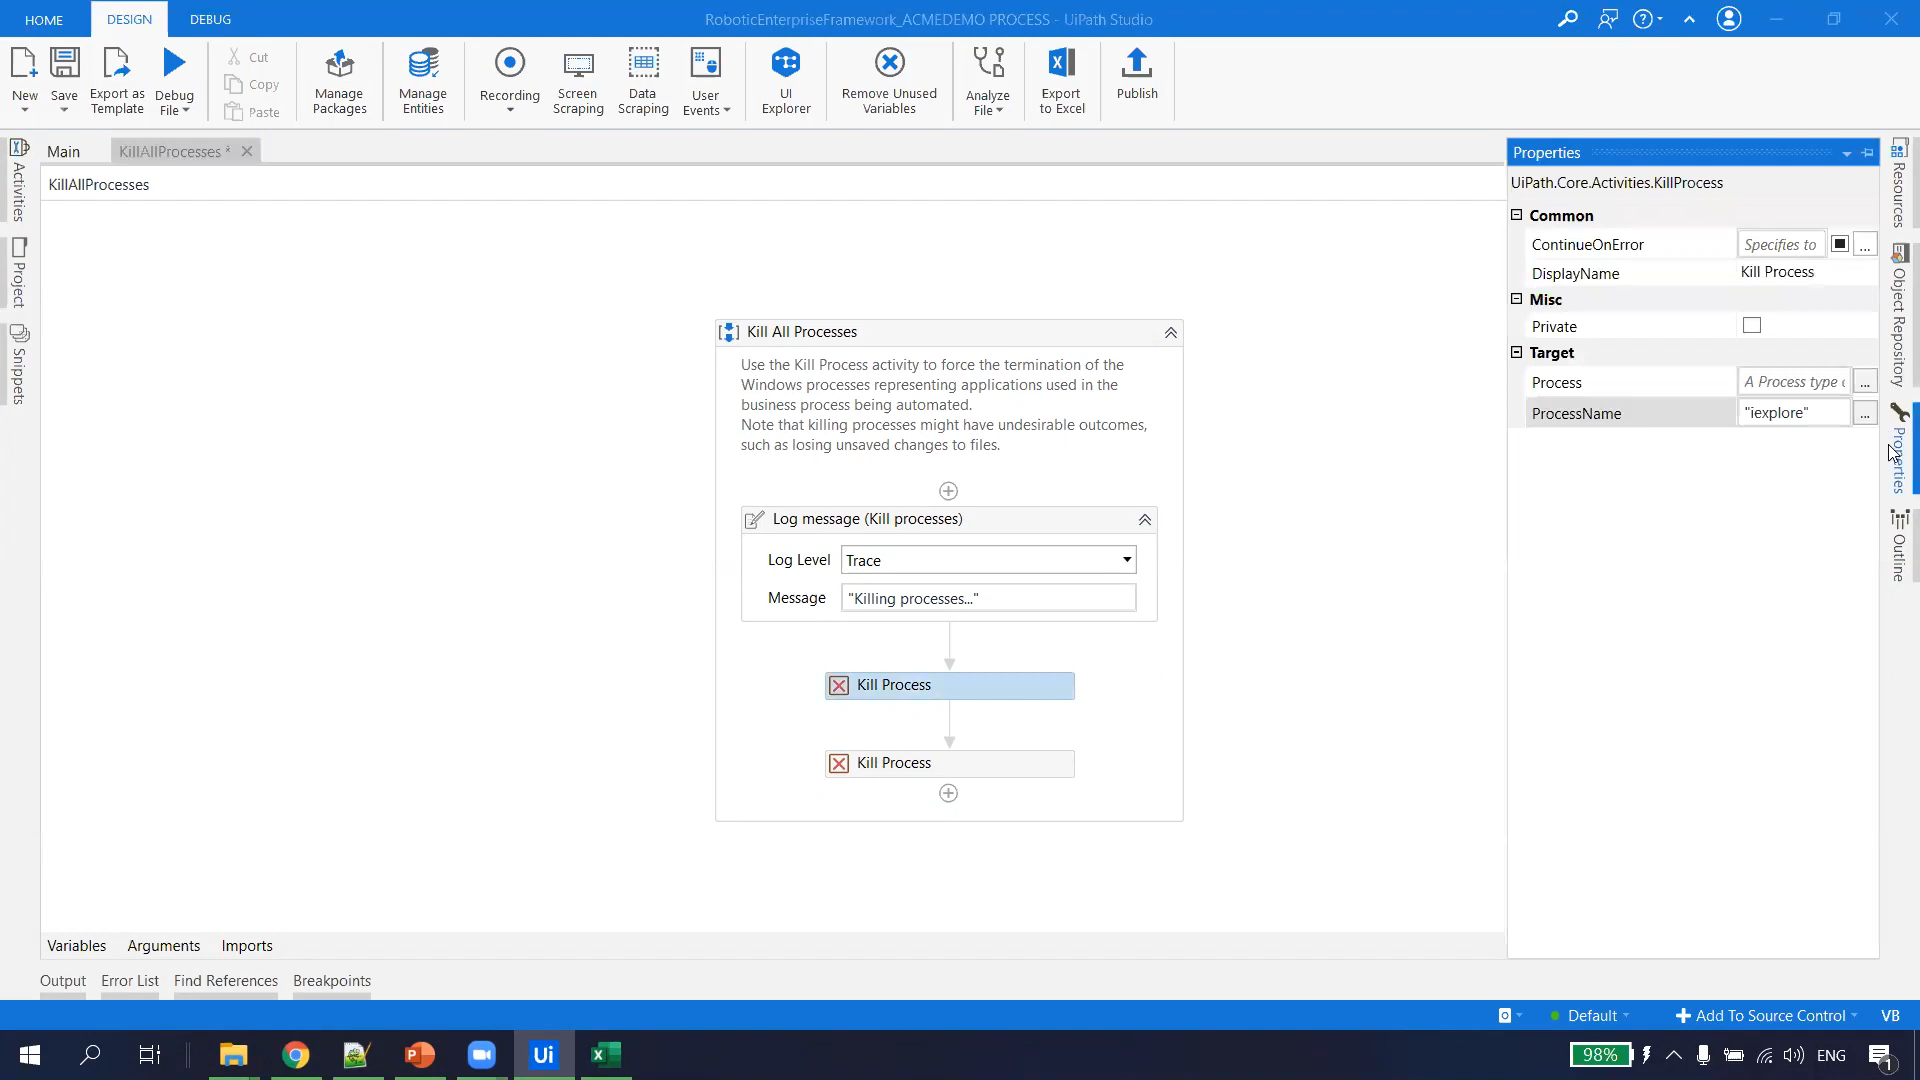 HOME
DESIGN
DEBUG
RoboticEnterpriseFramework_ACMEDEMO PROCESS - UiPath Studio
New
Save
Export as
Template
Debug
File
Cut
Copy
Paste
Manage
Packages
Manage
Entities
Recording
Screen
Scraping
Data
Scraping
User
Events
UI
Explorer
Remove Unused
Variables
Analyze
File
Export
to Excel
Publish
Activities
Project
Snippets
Main
KillAllProcesses *
KillAllProcesses
Kill All Processes
Use the Kill Process activity to force the termination of the
Windows processes representing applications used in the
business process being automated.
Note that killing processes might have undesirable outcomes,
such as losing unsaved changes to files.
Log message (Kill processes)
Log Level
Trace
Message
"Killing processes..."
Kill Process
Kill Process
Properties
UiPath.Core.Activities.KillProcess
Common
ContinueOnError
Specifies to
...
DisplayName
Kill Process
Misc
Private
Target
Process
A Process type
...
ProcessName
"iexplore"
...
Resources
Object Repository
Properties
Outline
Variables
Arguments
Imports
Output
Error List
Find References
Breakpoints
Default
Add To Source Control
VB
Ui
98%
ENG
1